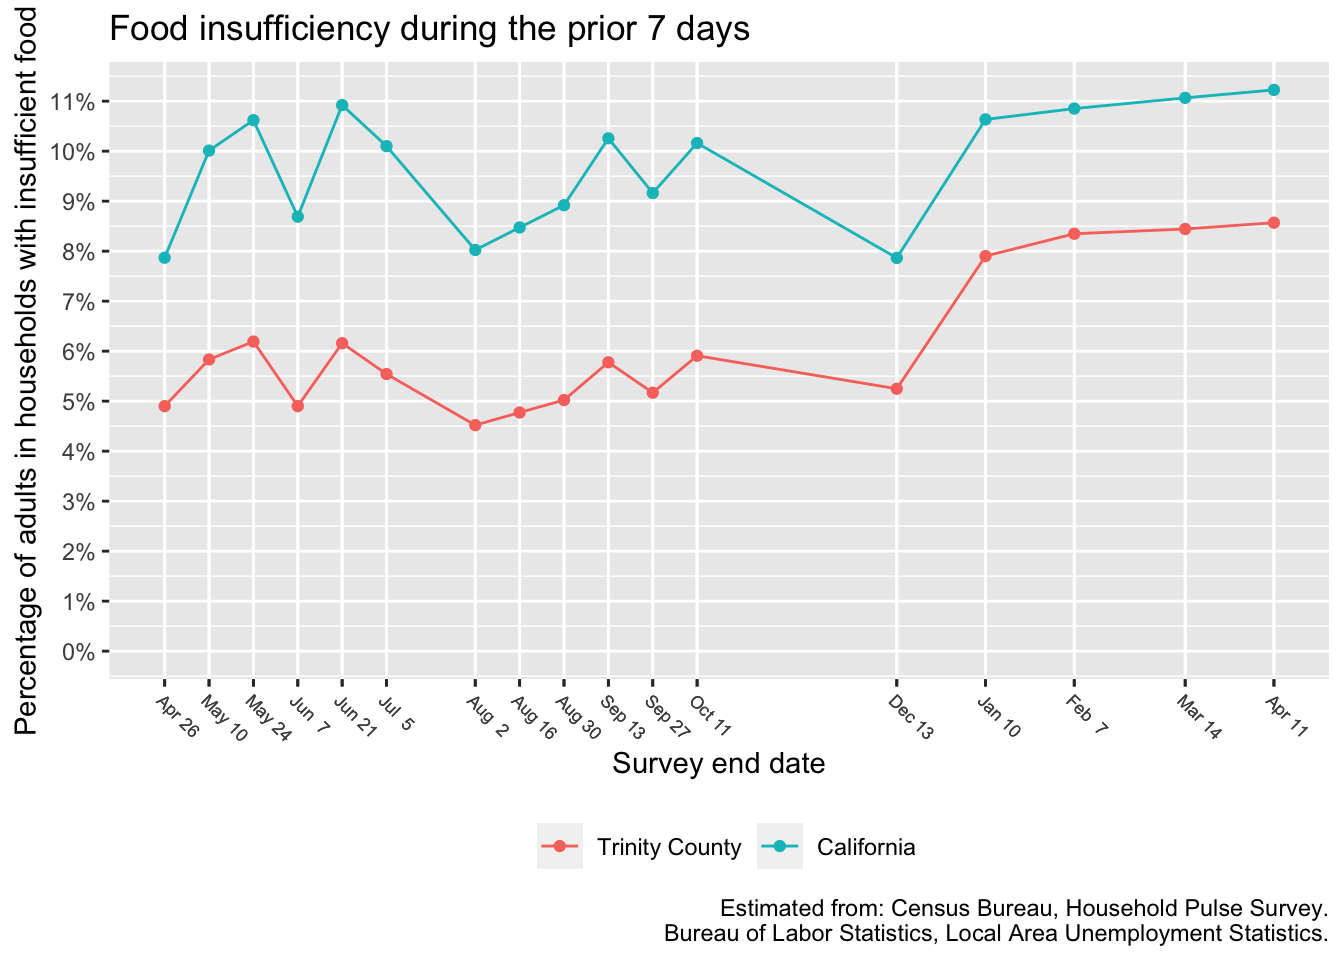 Food insufficiency during the prior 7 days
Percentage of adults in households with insufficient food
11%
10%
9%
8%
7%
6%
5%
4%
3%
2%
1%
0%
Apr 26
May 10
May 24
Jun 7
Jun 21
Jul 5
Aug 2
Aug 16
Aug 30
Sep 13
Sep 27
Oct 11
Dec 13
Jan 10
Feb 7
Mar 14
Apr 11
Survey end date
Trinity County
California
Estimated from: Census Bureau, Household Pulse Survey.
Bureau of Labor Statistics, Local Area Unemployment Statistics.